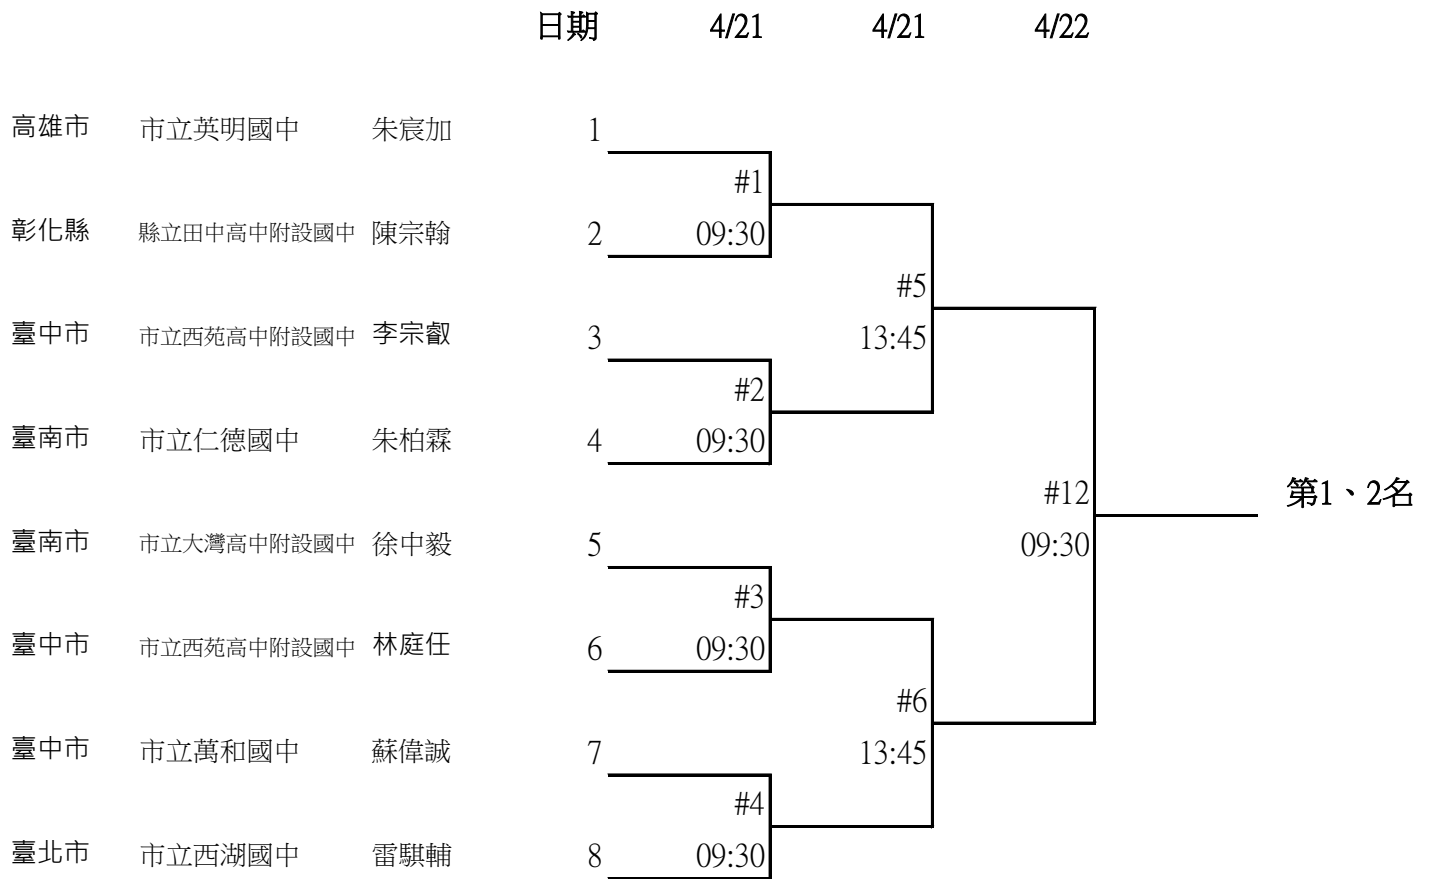 日期 4/21 4/21 4/22
高雄市 市立英明國中 朱宸加 1
#1
彰化縣 縣立田中高中附設國中 陳宗翰 2 09:30
#5
臺中市 市立西苑高中附設國中 李宗叡 3 13:45
#2
臺南市 市立仁德國中 朱柏霖 4 09:30
#12 第1、2名
臺南市 市立大灣高中附設國中 徐中毅 5 09:30
#3
臺中市 市立西苑高中附設國中 林庭任 6 09:30
#6
臺中市 市立萬和國中 蘇偉誠 7 13:45
#4
臺北市 市立西湖國中 雷騏輔 8 09:30